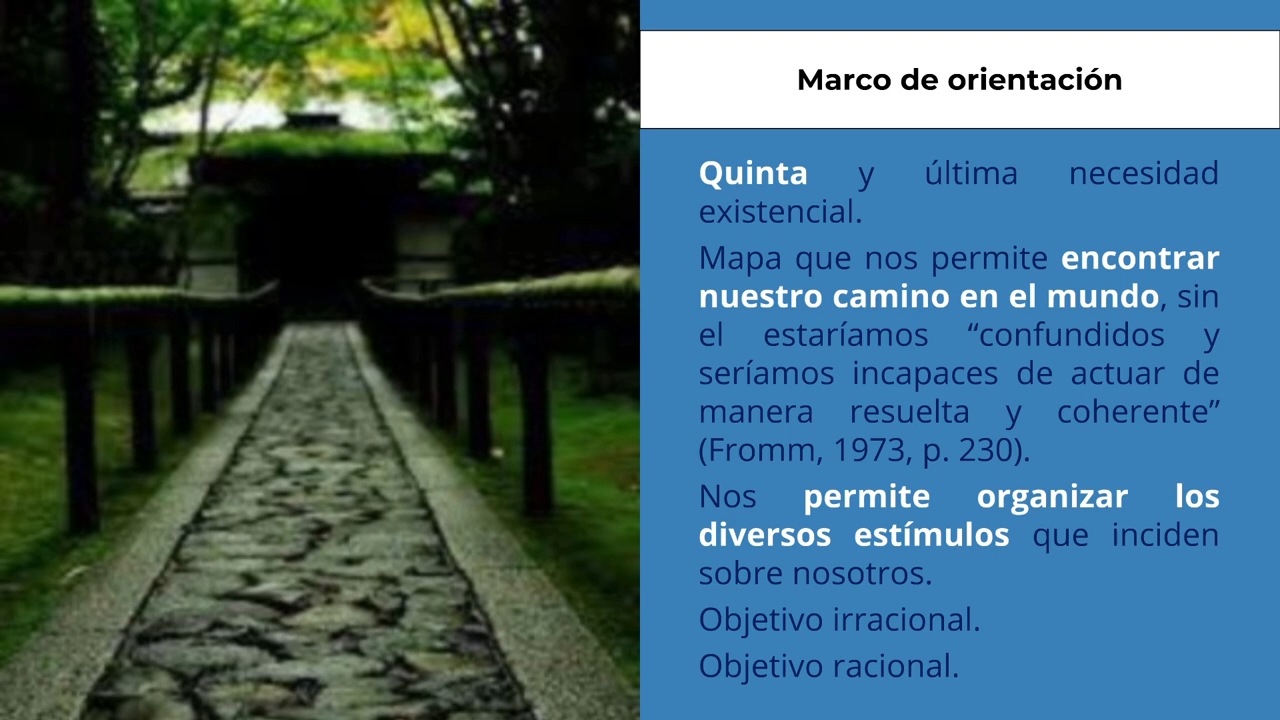 Marco de orientación
Quinta y última necesidad
existencial.
Mapa que nos permite encontrar
nuestro camino en el mundo, sin
el estaríamos “confundidos y
seríamos incapaces de actuar de
manera resuelta y coherente”
(Fromm, 1973, p. 230).
Nos permite organizar los
diversos estímulos que inciden
sobre nosotros.
Objetivo irracional.
Objetivo racional.